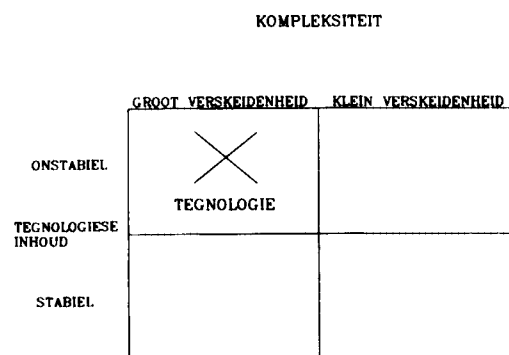 KOMPLEKSITEIT
GROOT VERSKEIDENHEID KLEIN VERSKEIDENHEID
ONSTABIEL
TEGNOLOGIE
TEGNOLOGIESE
INHOUD
STABIEL